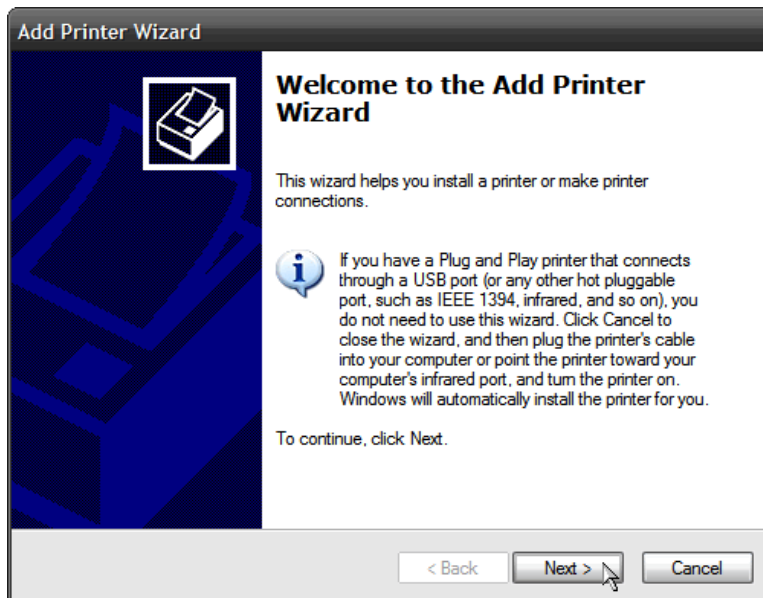 Add Printer Wizard
Welcome to the Add Printer
Wizard
This wizard helps you install a printer or make printer
connections.
If you have a Plug and Play printer that connects
through a USB port (or any other hot pluggable
port, such as IEEE 1394, infrared, and so on), you
do not need to use this wizard. Click Cancel to
close the wizard, and then plug the printer's cable
into your computer or point the printer toward your
computer's infrared port, and turn the printer on.
Windows will automatically install the printer for you.
To continue, click Next.
< Back Next > Cancel